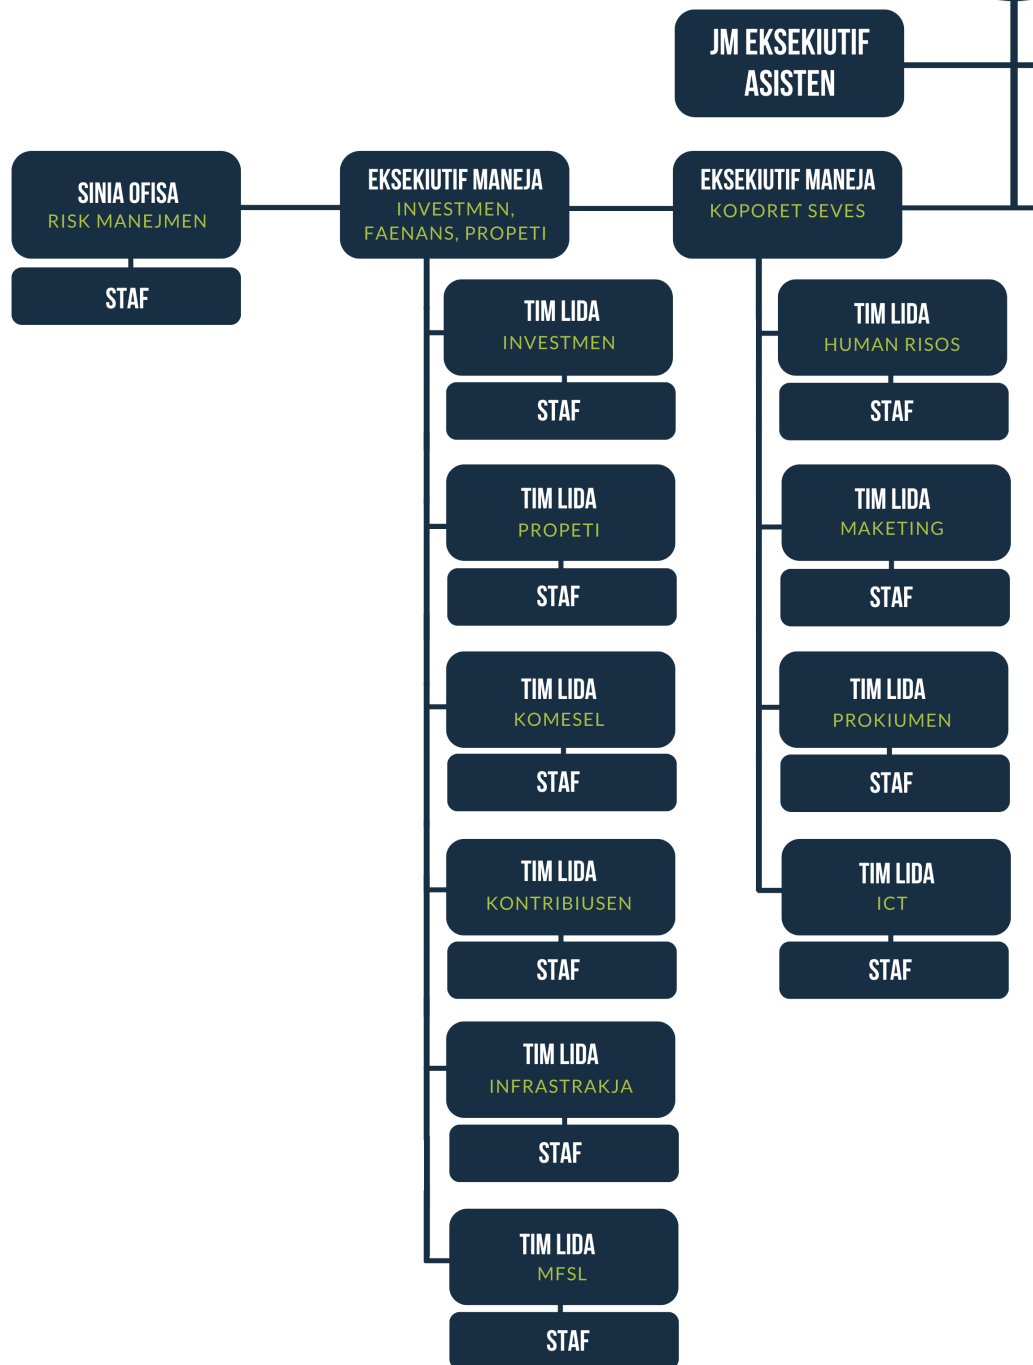 JM EKSEKIUTIF
ASISTEN
SINIA OFISA
RISK MANEJMEN
STAF
EKSEKIUTIF MANEJA
INVESTMEN,
FAENANS, PROPETI
TIM LIDA
INVESTMEN
STAF
TIM LIDA
PROPETI
STAF
TIM LIDA
KOMESEL
STAF
TIM LIDA
KONTRIBIUSEN
STAF
TIM LIDA
INFRASTRAKJA
STAF
TIM LIDA
MFSL
STAF
EKSEKIUTIF MANEJA
KOPORET SEVES
TIM LIDA
HUMAN RISOS
STAF
TIM LIDA
MAKETING
STAF
TIM LIDA
PROKIUMEN
STAF
TIM LIDA
ICT
STAF